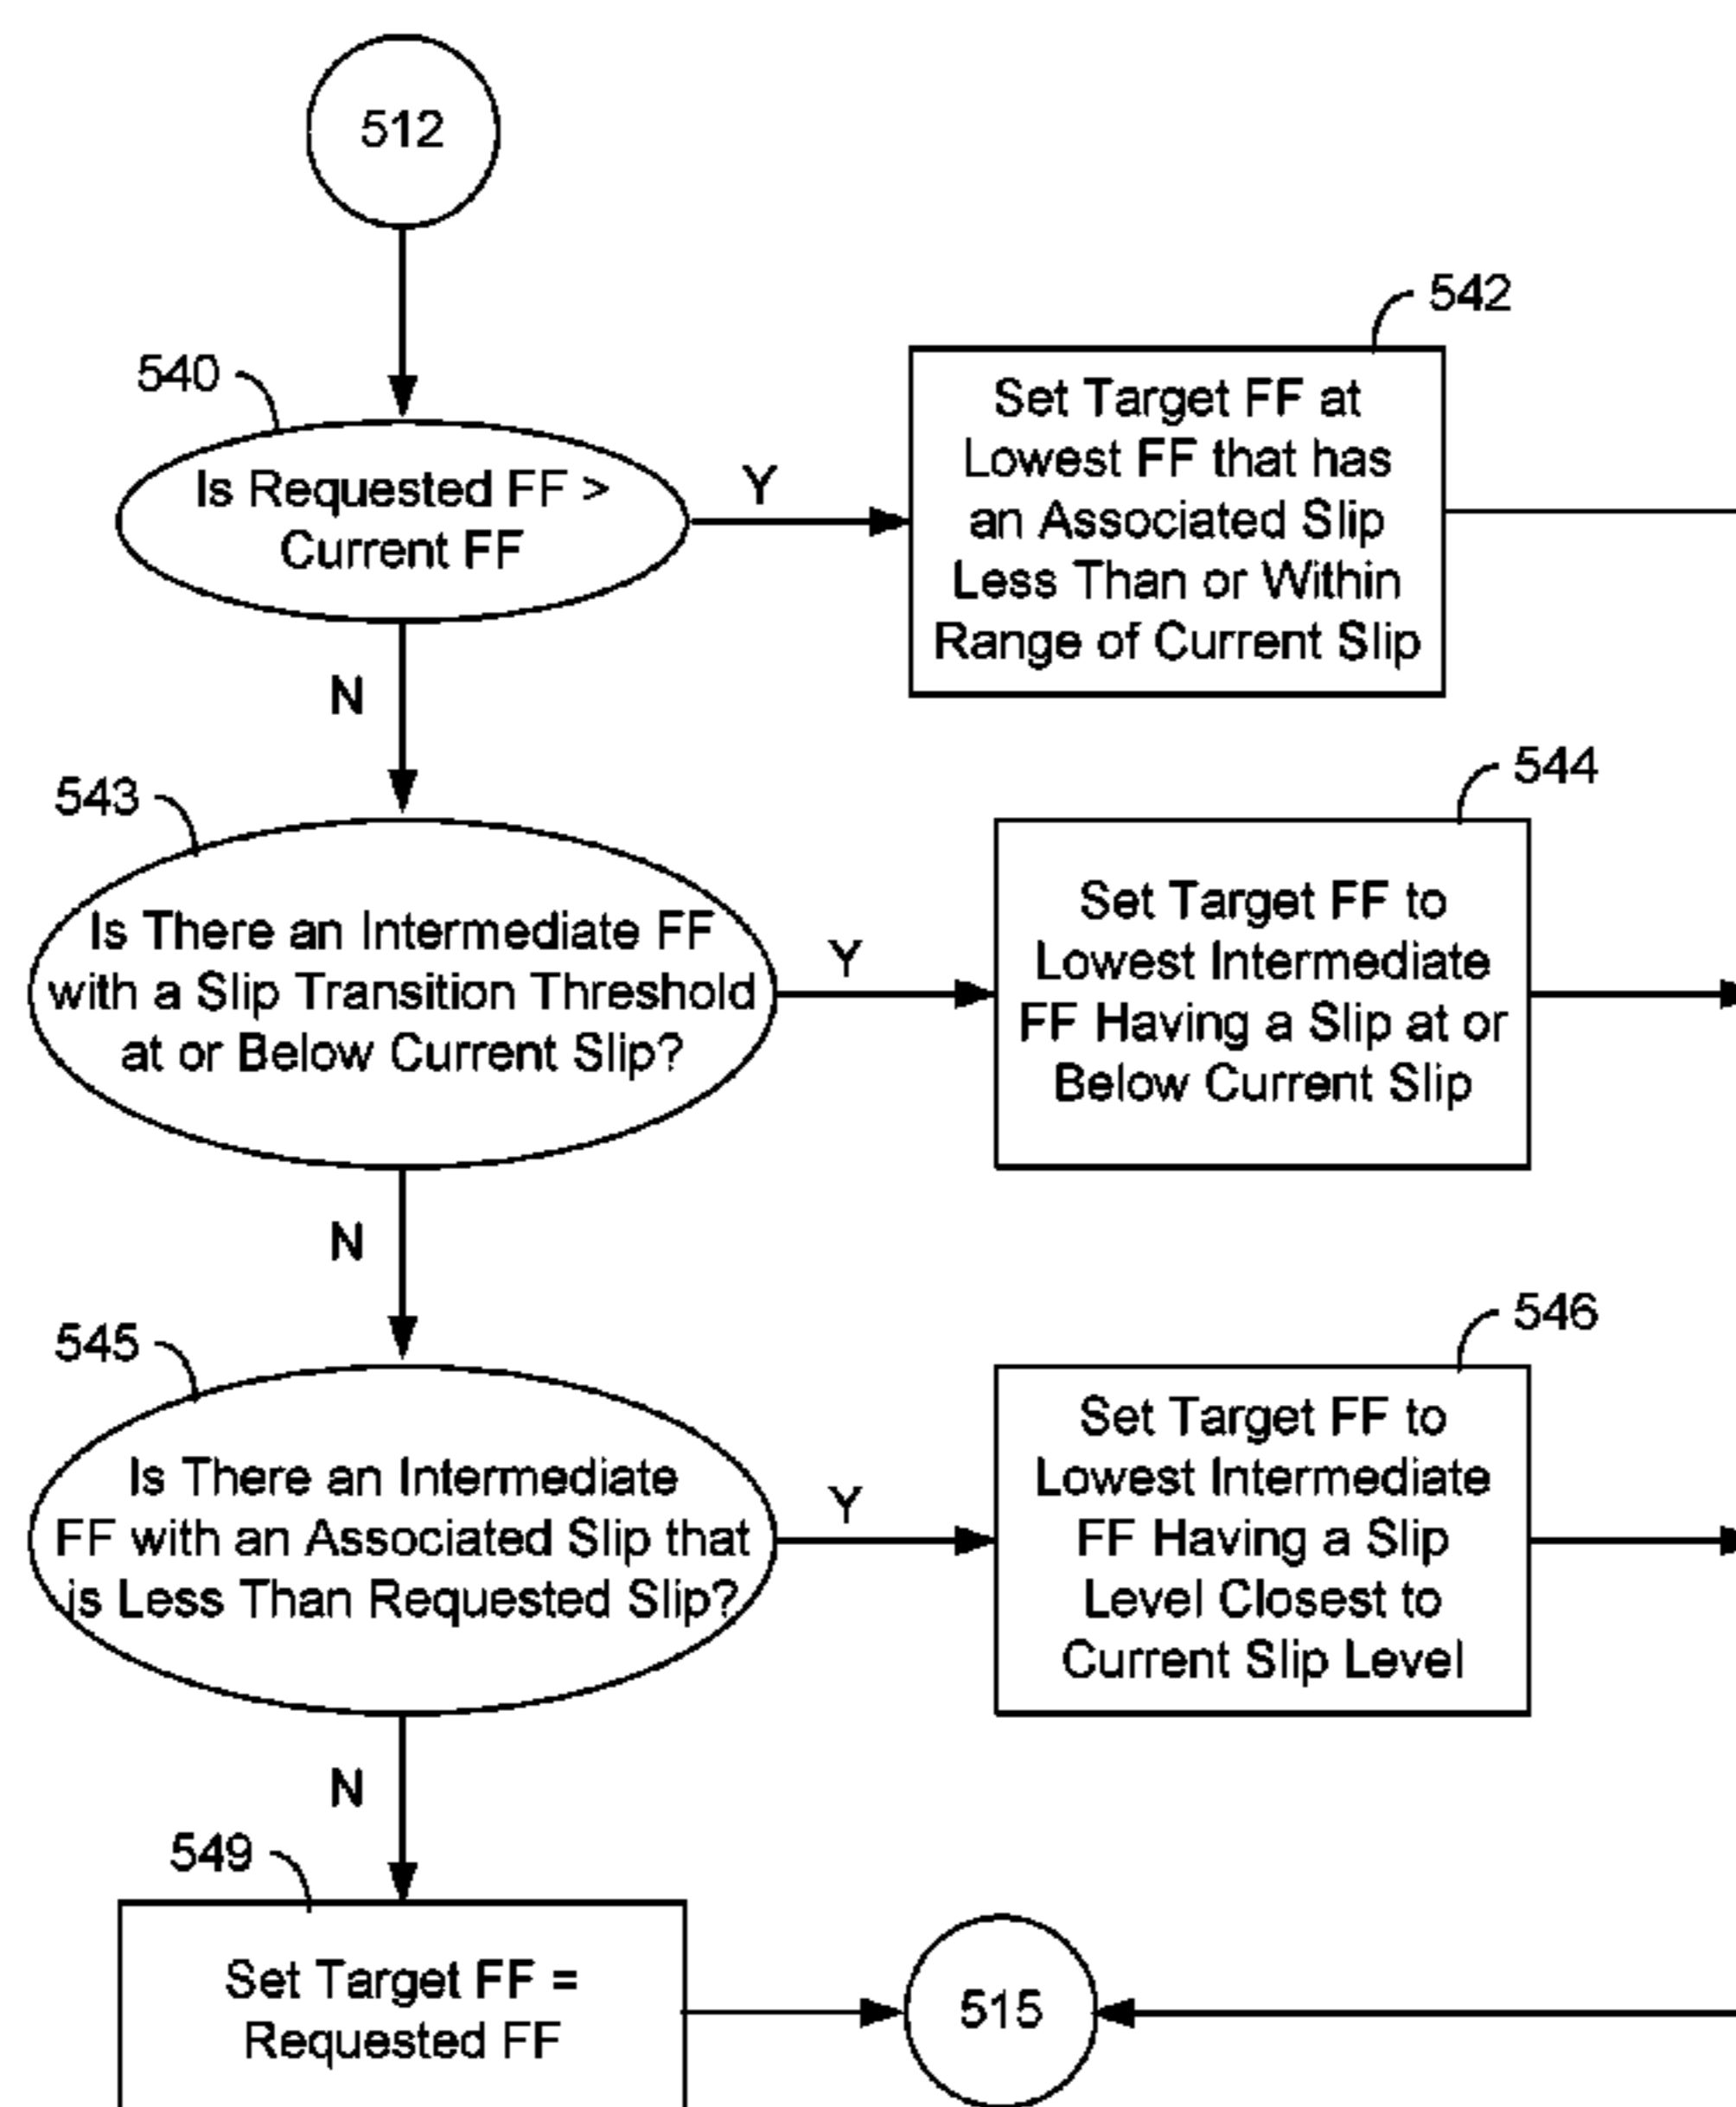 512
540
Is Requested FF >
Current FF
Y
N
542
Set Target FF at
Lowest FF that has
an Associated Slip
Less Than or Within
Range of Current Slip
543
Is There an Intermediate FF
with a Slip Transition Threshold
at or Below Current Slip?
Y
N
544
Set Target FF to
Lowest Intermediate
FF Having a Slip at or
Below Current Slip
545
Is There an Intermediate
FF with an Associated Slip that
is Less Than Requested Slip?
Y
N
546
Set Target FF to
Lowest Intermediate
FF Having a Slip
Level Closest to
Current Slip Level
549
Set Target FF =
Requested FF
515